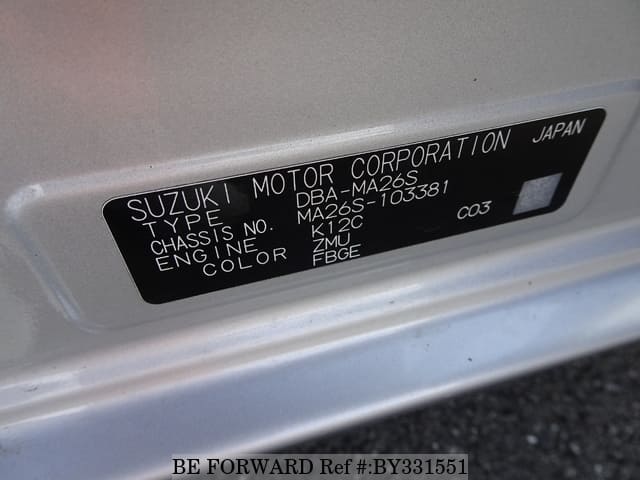 SUZUKI MOTOR CORPORATION JAPAN
TYPE DBA-MA26S
CHASSIS NO. MA26S-103381
ENGINE K12C C03
COLOR ZMU
FBGE
BE FORWARD Ref #:BY331551